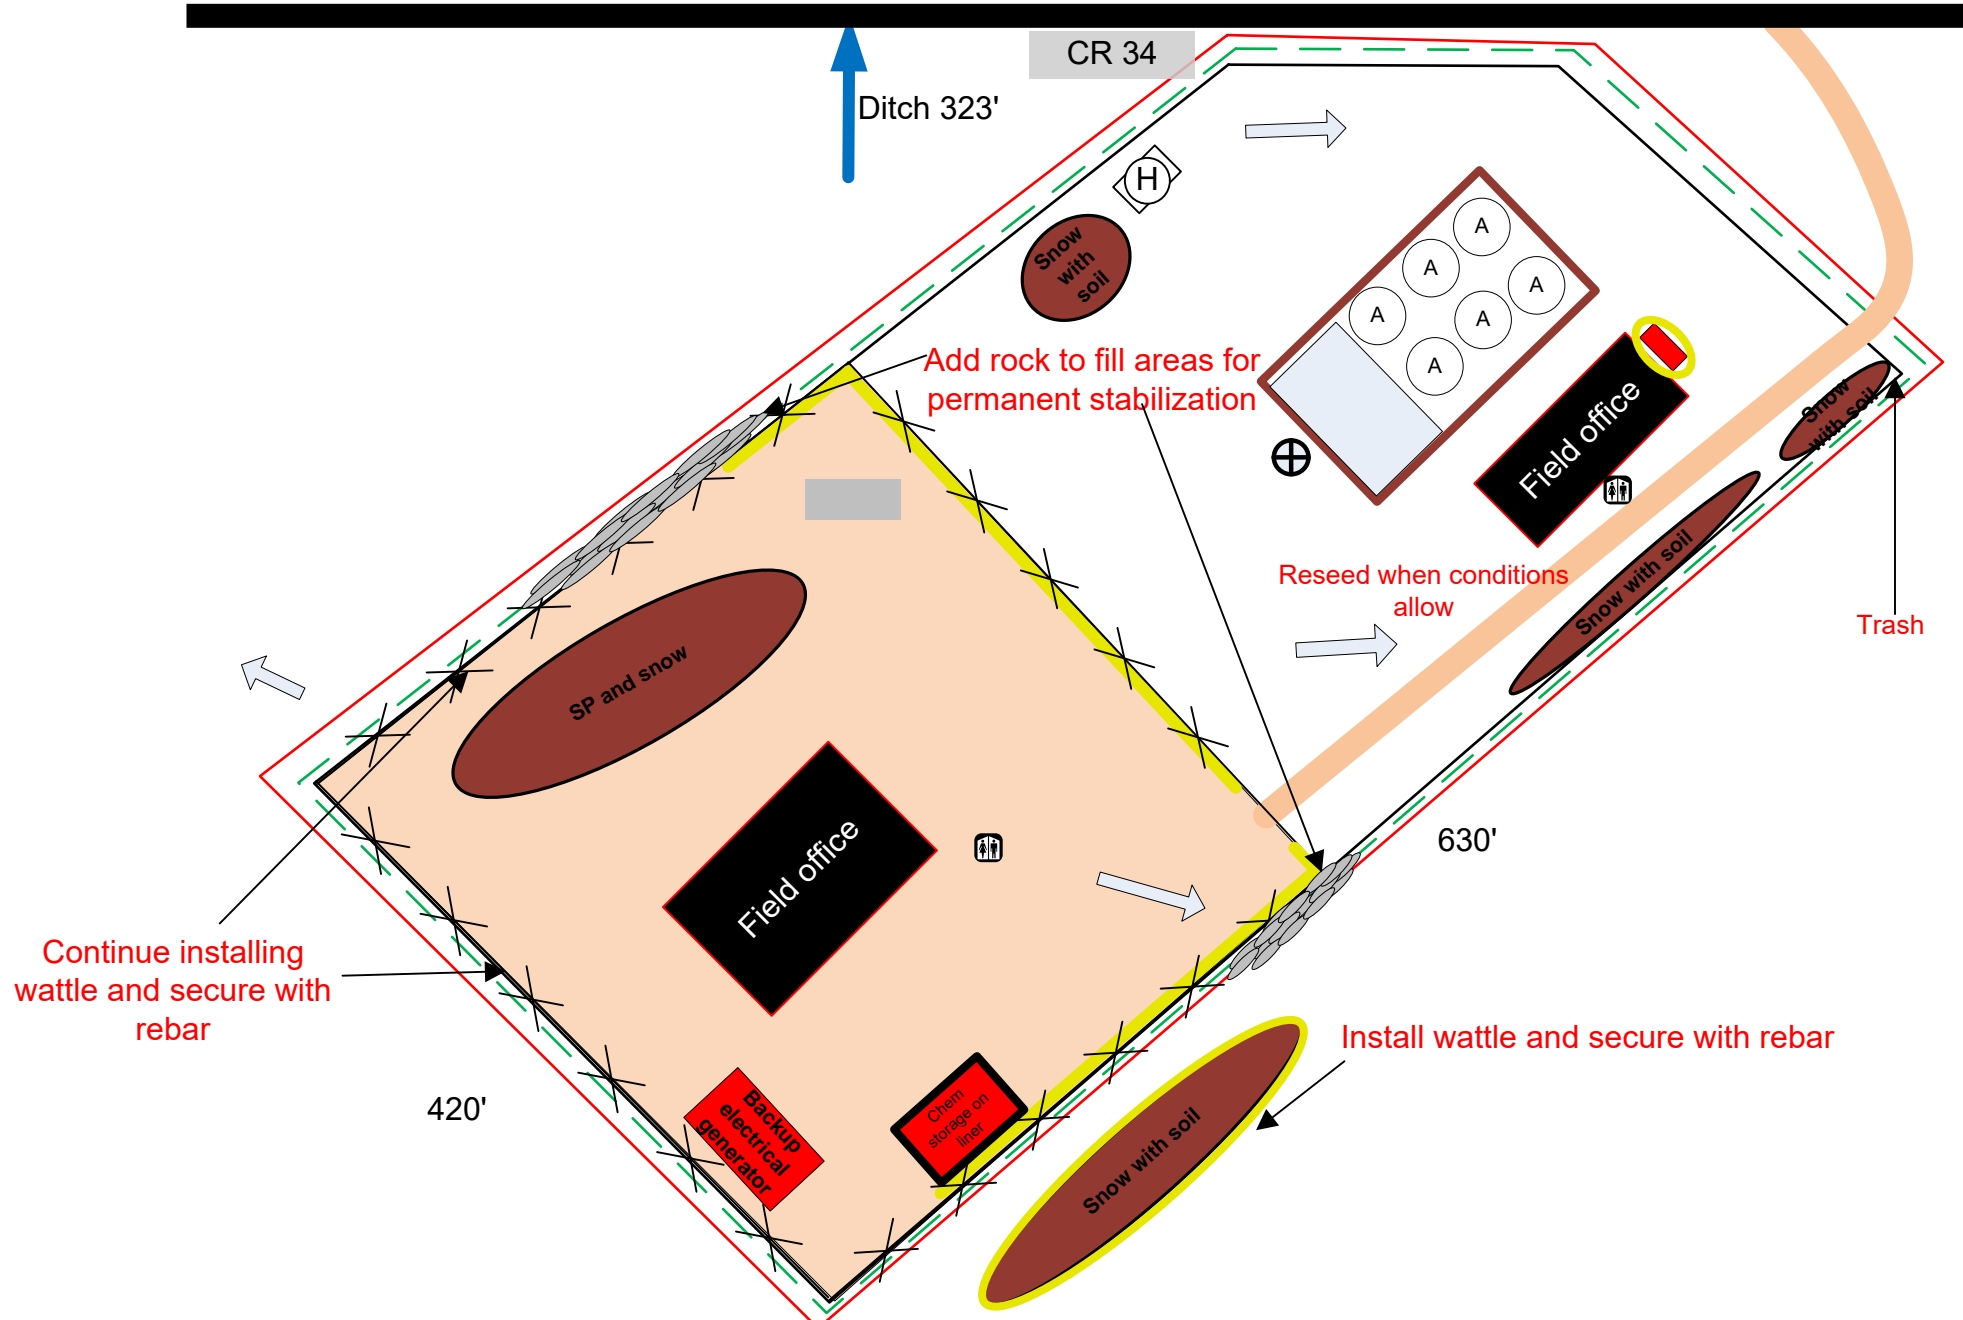 CR 34
Ditch 323'
H
Snow
with
soil
A
A
A
A
A
A
Add rock to fill areas for
permanent stabilization
Field office
Snow
with soil
Reseed when conditions
allow
Snow with soil
Trash
SP and snow
Field office
630'
Continue installing
wattle and secure with
rebar
Install wattle and secure with rebar
420'
Backup
electrical
generator
Chem
storage on
liner
Snow with soil